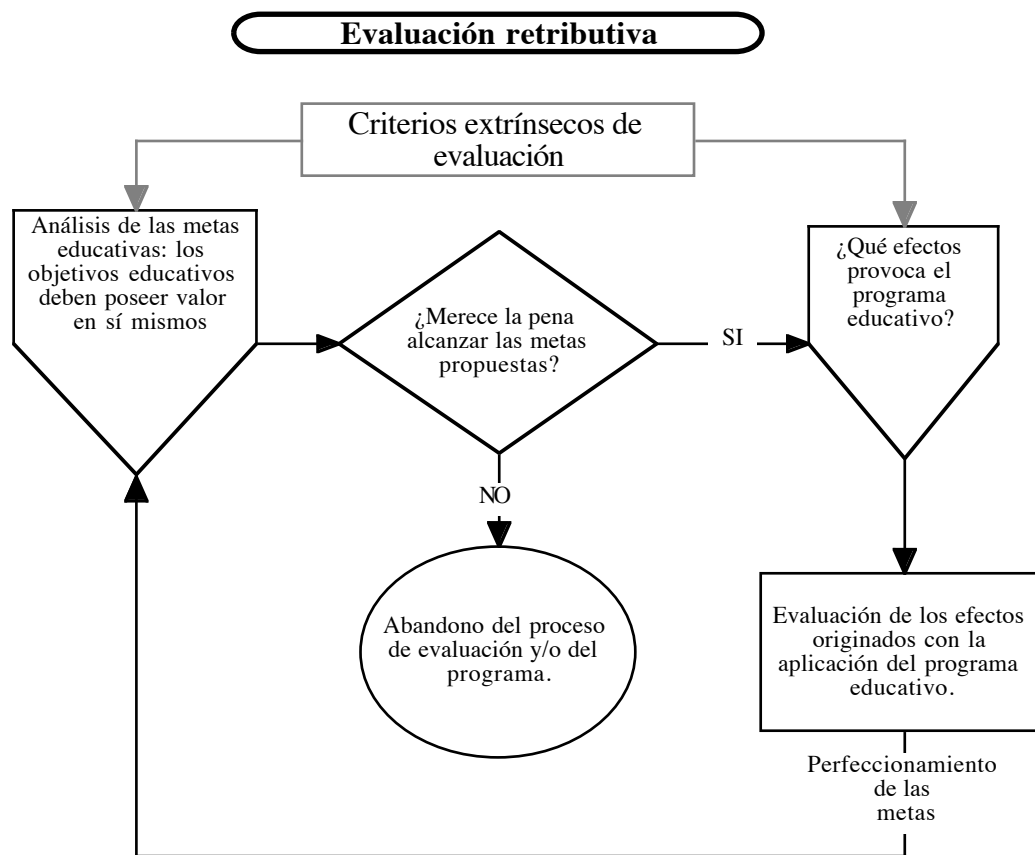 Evaluación retributiva
Criterios extrínsecos de
evaluación
Análisis de las metas
educativas: los
objetivos educativos
deben poseer valor
en sí mismos
¿Merece la pena
alcanzar las metas
propuestas?
SI
¿Qué efectos
provoca el
programa
educativo?
NO
Abandono del proceso
de evaluación y/o del
programa.
Evaluación de los efectos
originados con la
aplicación del programa
educativo.
Perfeccionamiento
de las
metas